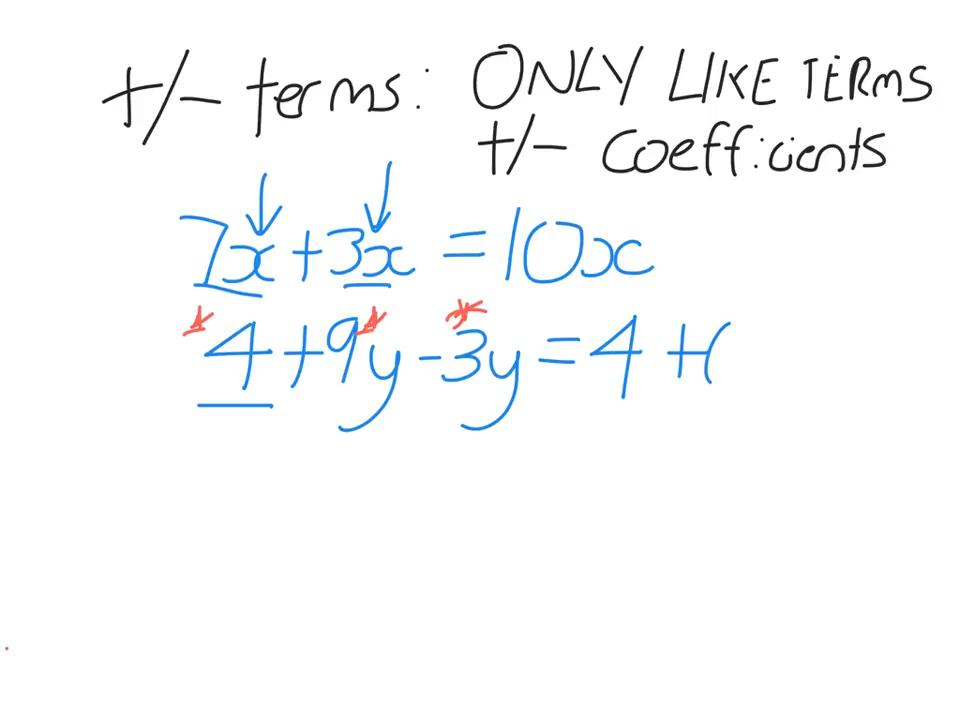 +/- terms: ONLY LIKE TERMS
+/- coefficients
7x + 3x = 10x
4 + 9y - 3y = 4 + (